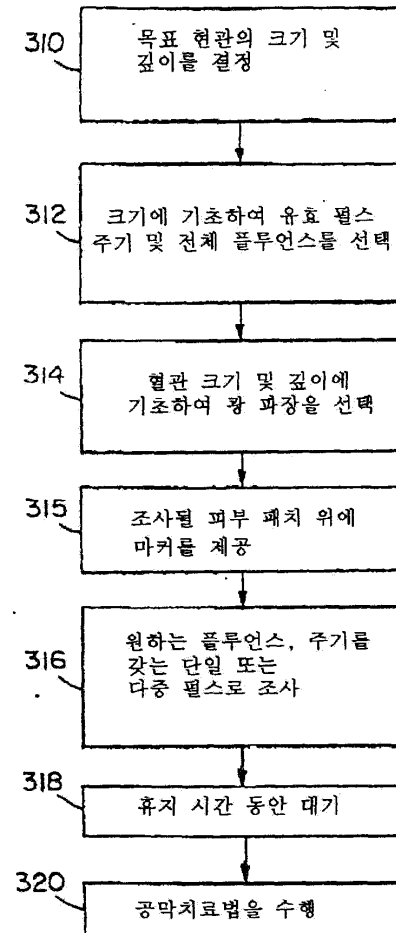 310
목표 혈관의 크기 및
깊이를 결정
312
크기에 기초하여 유효 펄스
주기 및 전체 플루언스를 선택
314
혈관 크기 및 깊이에
기초하여 광 파장을 선택
315
조사될 피부 패치 위에
마커를 제공
316
원하는 플루언스, 주기를
갖는 단일 또는
다중 펄스로 조사
318
휴지 시간 동안 대기
320
공막치료법을 수행